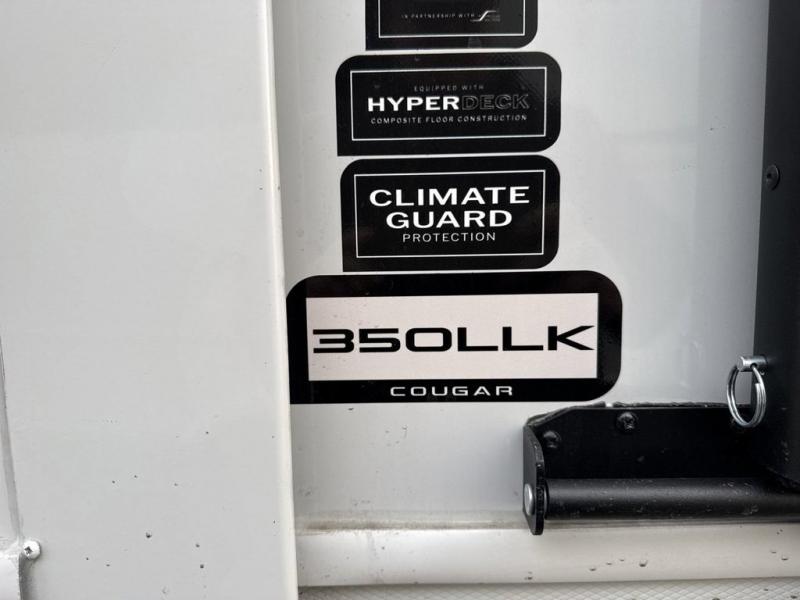 IN PARTNERSHIP WITH
EQUIPPED WITH
HYPERDECK
COMPOSITE FLOOR CONSTRUCTION
CLIMATE
GUARD
PROTECTION
350LLK
COUGAR